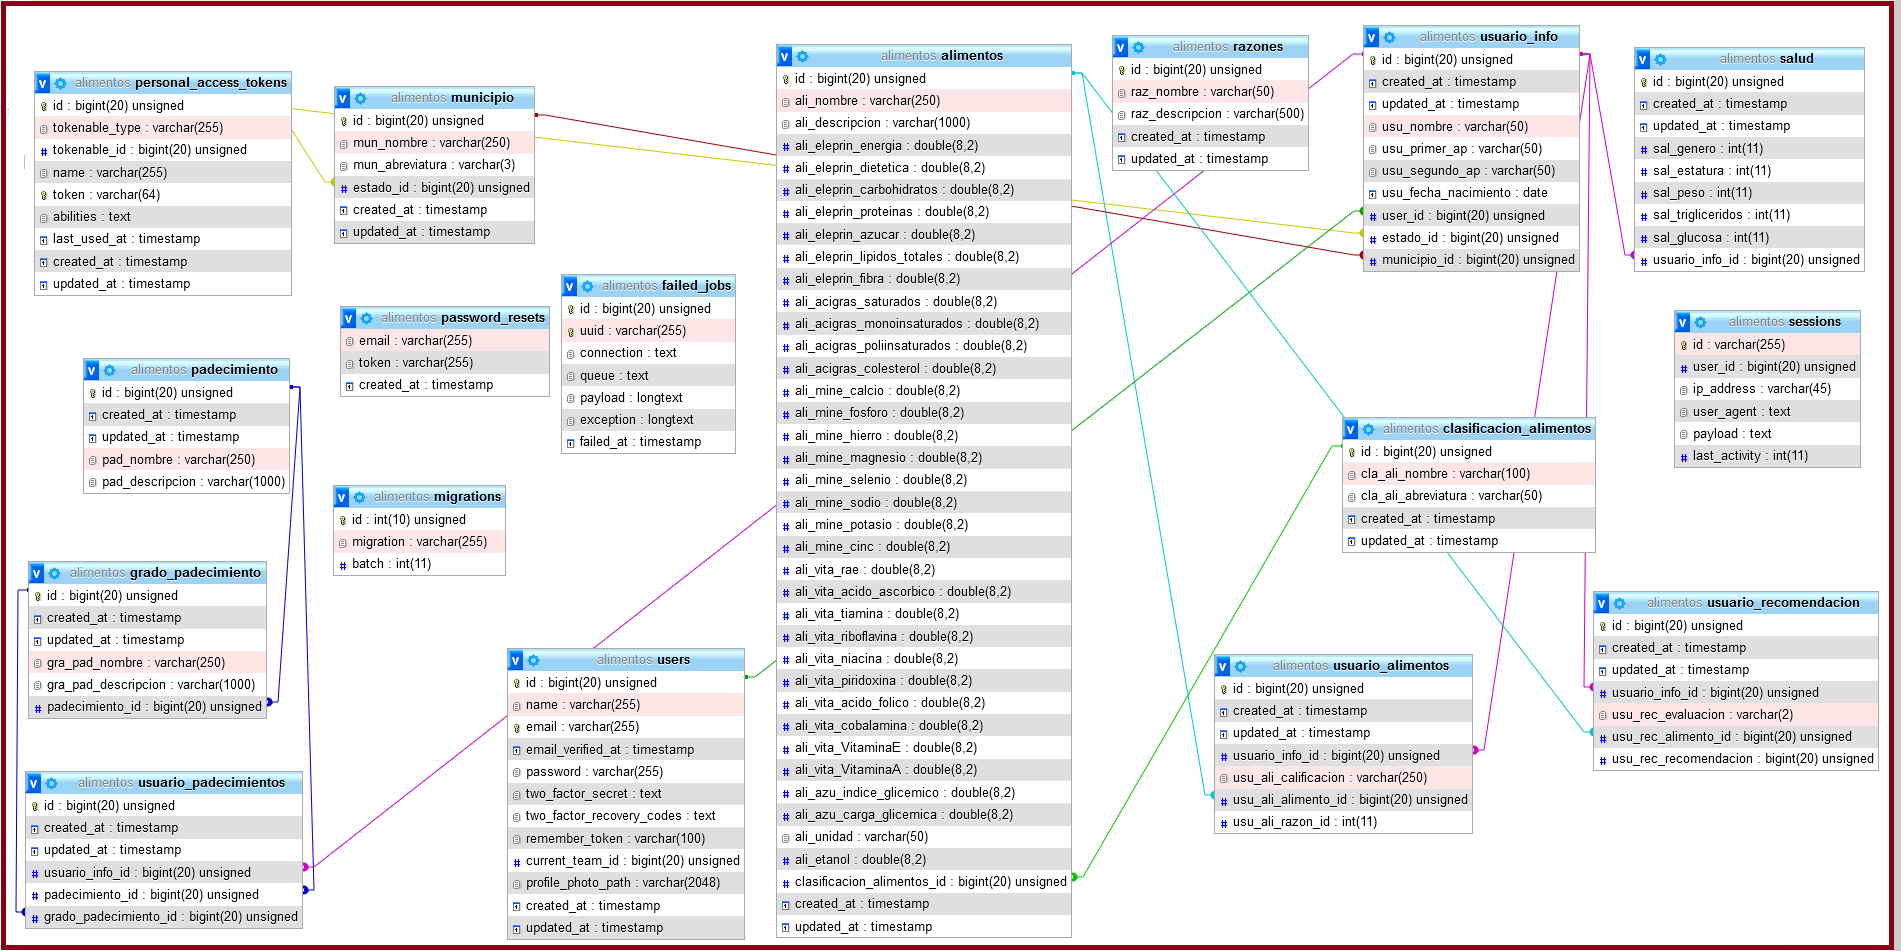 alimentos personal_access_tokens
id : bigint(20) unsigned
tokenable_type : varchar(255)
tokenable_id : bigint(20) unsigned
name : varchar(255)
token : varchar(64)
abilities : text
last_used_at : timestamp
created_at : timestamp
updated_at : timestamp
alimentos municipio
id : bigint(20) unsigned
mun_nombre : varchar(250)
mun_abreviatura : varchar(3)
estado_id : bigint(20) unsigned
created_at : timestamp
updated_at : timestamp
alimentos failed_jobs
id : bigint(20) unsigned
uuid : varchar(255)
connection : text
queue : text
payload : longtext
exception : longtext
failed_at : timestamp
alimentos password_resets
email : varchar(255)
token : varchar(255)
created_at : timestamp
alimentos padecimiento
id : bigint(20) unsigned
created_at : timestamp
updated_at : timestamp
pad_nombre : varchar(250)
pad_descripcion : varchar(1000)
alimentos migrations
id : int(10) unsigned
migration : varchar(255)
batch : int(11)
alimentos grado_padecimiento
id : bigint(20) unsigned
created_at : timestamp
updated_at : timestamp
gra_pad_nombre : varchar(250)
gra_pad_descripcion : varchar(1000)
padecimiento_id : bigint(20) unsigned
alimentos usuario_padecimientos
id : bigint(20) unsigned
created_at : timestamp
updated_at : timestamp
usuario_info_id : bigint(20) unsigned
padecimiento_id : bigint(20) unsigned
grado_padecimiento_id : bigint(20) unsigned
alimentos users
id : bigint(20) unsigned
name : varchar(255)
email : varchar(255)
email_verified_at : timestamp
password : varchar(255)
two_factor_secret : text
two_factor_recovery_codes : text
remember_token : varchar(100)
current_team_id : bigint(20) unsigned
profile_photo_path : varchar(2048)
created_at : timestamp
updated_at : timestamp
alimentos alimentos
id : bigint(20) unsigned
ali_nombre : varchar(250)
ali_descripcion : varchar(1000)
ali_eleprin_energia : double(8,2)
ali_eleprin_dietetica : double(8,2)
ali_eleprin_carbohidratos : double(8,2)
ali_eleprin_proteinas : double(8,2)
ali_eleprin_azucar : double(8,2)
ali_eleprin_lipidos_totales : double(8,2)
ali_eleprin_fibra : double(8,2)
ali_acigras_saturados : double(8,2)
ali_acigras_monoinsaturados : double(8,2)
ali_acigras_poliinsaturados : double(8,2)
ali_acigras_colesterol : double(8,2)
ali_mine_calcio : double(8,2)
ali_mine_fosforo : double(8,2)
ali_mine_hierro : double(8,2)
ali_mine_magnesio : double(8,2)
ali_mine_selenio : double(8,2)
ali_mine_sodio : double(8,2)
ali_mine_potasio : double(8,2)
ali_mine_cinc : double(8,2)
ali_vita_rae : double(8,2)
ali_vita_acido_ascorbico : double(8,2)
ali_vita_tiamina : double(8,2)
ali_vita_riboflavina : double(8,2)
ali_vita_niacina : double(8,2)
ali_vita_piridoxina : double(8,2)
ali_vita_acido_folico : double(8,2)
ali_vita_cobalamina : double(8,2)
ali_vita_VitaminaE : double(8,2)
ali_vita_VitaminaA : double(8,2)
ali_azu_indice_glicemico : double(8,2)
ali_azu_carga_glicemica : double(8,2)
ali_unidad : varchar(50)
ali_etanol : double(8,2)
clasificacion_alimentos_id : bigint(20) unsigned
created_at : timestamp
updated_at : timestamp
alimentos razones
id : bigint(20) unsigned
raz_nombre : varchar(50)
raz_descripcion : varchar(500)
created_at : timestamp
updated_at : timestamp
alimentos usuario_info
id : bigint(20) unsigned
created_at : timestamp
updated_at : timestamp
usu_nombre : varchar(50)
usu_primer_ap : varchar(50)
usu_segundo_ap : varchar(50)
usu_fecha_nacimiento : date
user_id : bigint(20) unsigned
estado_id : bigint(20) unsigned
municipio_id : bigint(20) unsigned
alimentos salud
id : bigint(20) unsigned
created_at : timestamp
updated_at : timestamp
sal_genero : int(11)
sal_estatura : int(11)
sal_peso : int(11)
sal_trigliceridos : int(11)
sal_glucosa : int(11)
usuario_info_id : bigint(20) unsigned
alimentos sessions
id : varchar(255)
user_id : bigint(20) unsigned
ip_address : varchar(45)
user_agent : text
payload : text
last_activity : int(11)
alimentos clasificacion_alimentos
id : bigint(20) unsigned
cla_ali_nombre : varchar(100)
cla_ali_abreviatura : varchar(50)
created_at : timestamp
updated_at : timestamp
alimentos usuario_recomendacion
id : bigint(20) unsigned
created_at : timestamp
updated_at : timestamp
usuario_info_id : bigint(20) unsigned
usu_rec_evaluacion : varchar(2)
usu_rec_alimento_id : bigint(20) unsigned
usu_rec_recomendacion : bigint(20) unsigned
alimentos usuario_alimentos
id : bigint(20) unsigned
created_at : timestamp
updated_at : timestamp
usuario_info_id : bigint(20) unsigned
usu_ali_calificacion : varchar(250)
usu_ali_alimento_id : bigint(20) unsigned
usu_ali_razon_id : int(11)